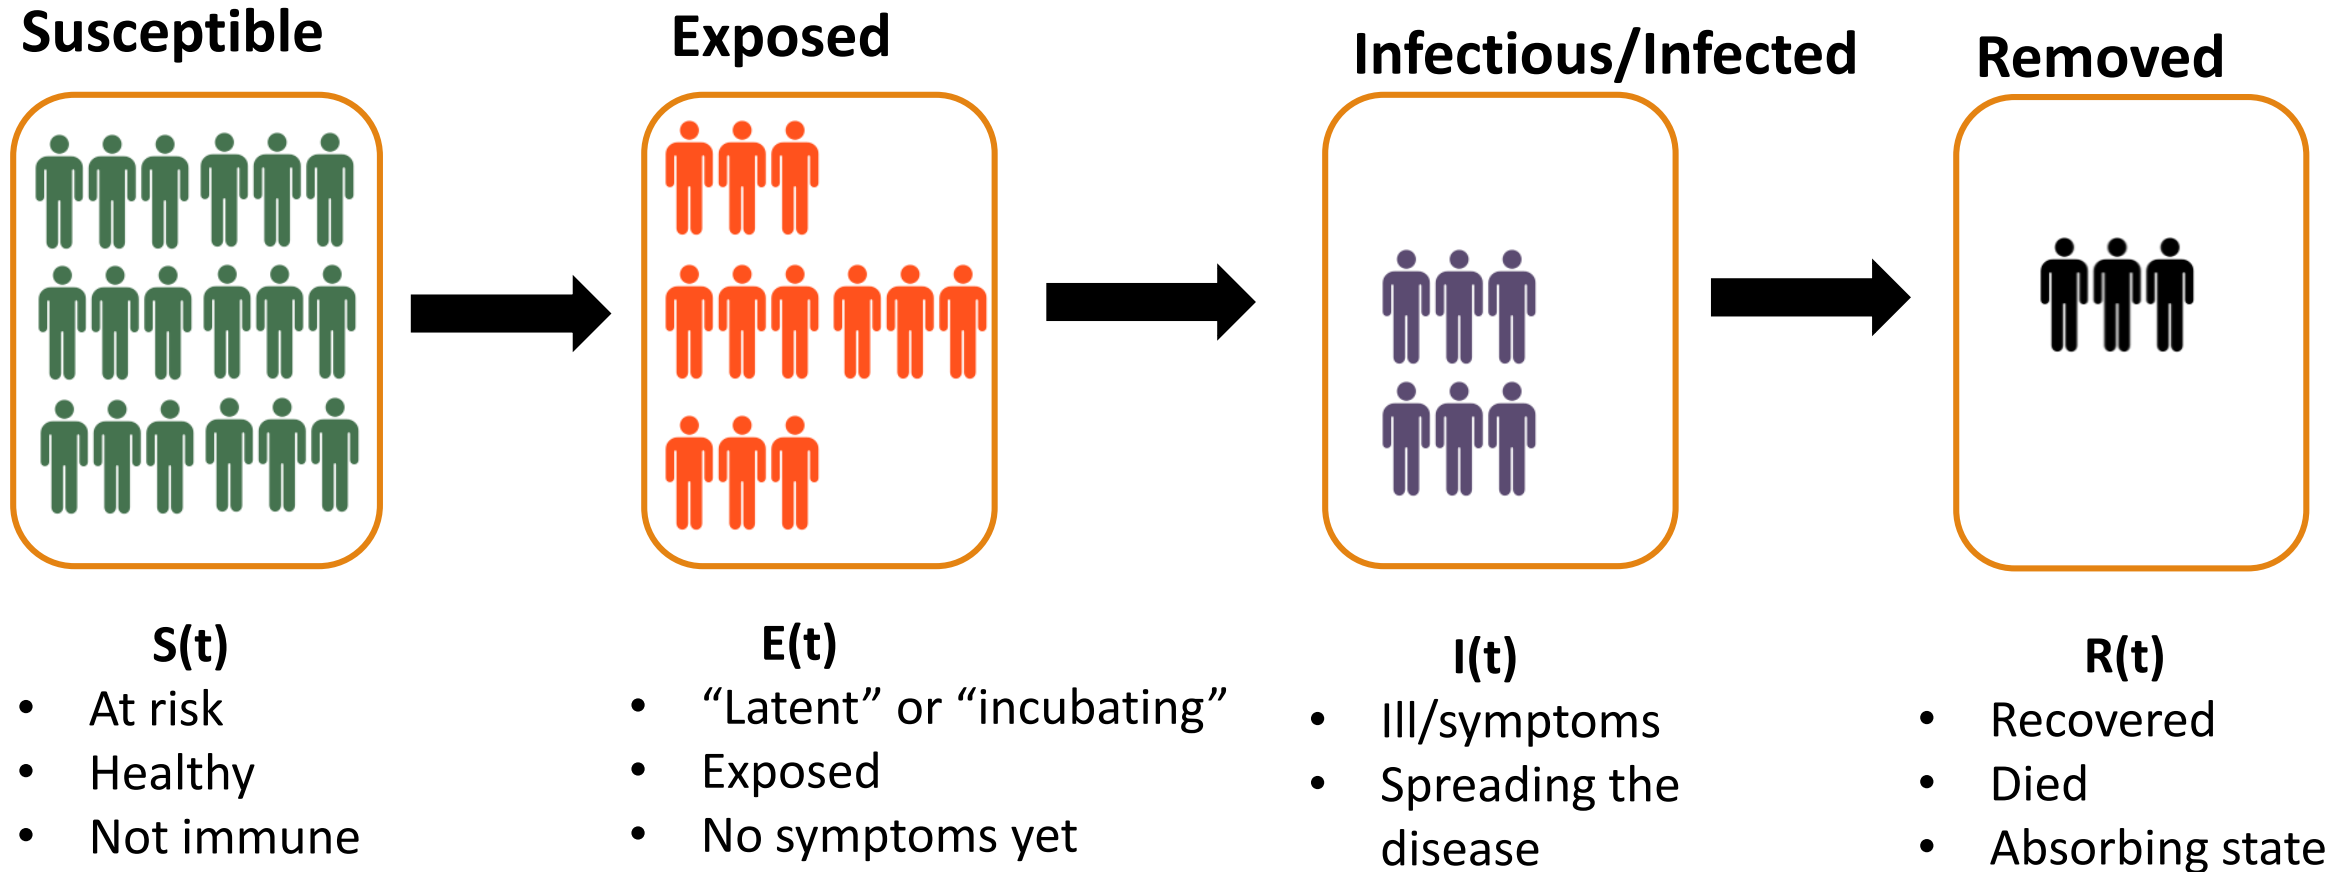 Susceptible
Exposed
Infectious/Infected
Removed
S(t)
• At risk
• Healthy
• Not immune
E(t)
• “Latent” or “incubating”
• Exposed
• No symptoms yet
I(t)
• Ill/symptoms
• Spreading the
disease
R(t)
• Recovered
• Died
• Absorbing state